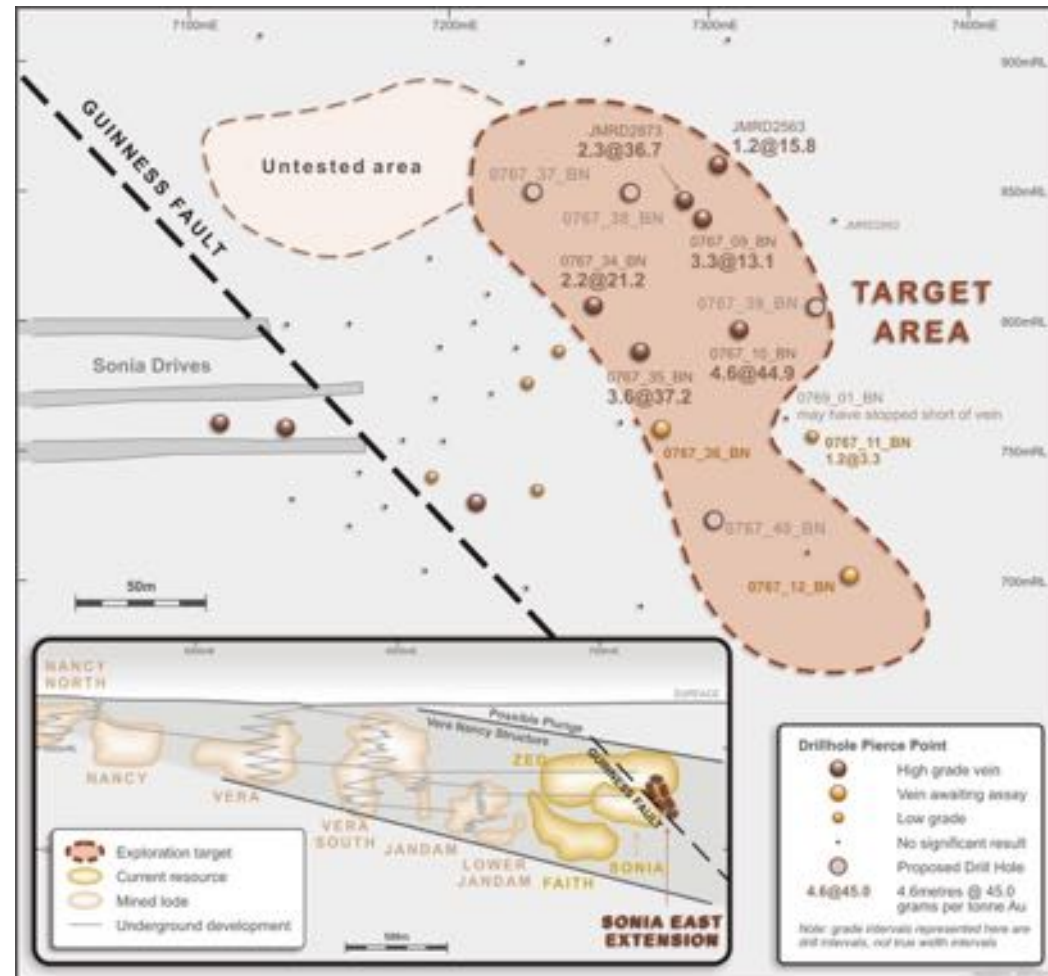 7100mE
7200mE
7300mE
7400mE
900mRL
850mRL
800mRL
750mRL
700mRL
GUINNESS FAULT
Untested area
JMRD2673
2.3@36.7
JMRD2563
1.2@15.8
0767_37_BN
0767_38_BN
0767_09_BN
3.3@13.1
0767_34_BN
2.2@21.2
0767_39_BN
TARGET
AREA
Sonia Drives
0767_35_BN
3.6@37.2
0767_10_BN
4.6@44.9
0769_01_BN
may have stopped short of vein
0767_11_BN
1.2@3.3
0767_36_BN
0767_40_BN
0767_12_BN
50m
NANCY
NORTH
SURFACE
Possible Plunge
Vera Nancy Structure
NANCY
VERA
VERA
SOUTH
JANDAM
LOWER
JANDAM
ZED
GUINNESS FAULT
FAITH
SONIA
SONIA EAST
EXTENSION
Exploration target
Current resource
Mined lode
Underground development
500m
Drillhole Pierce Point
High grade vein
Vein awaiting assay
Low grade
No significant result
Proposed Drill Hole
4.6@45.0 4.6metres @ 45.0
grams per tonne Au
Note: grade intervals represented here are
drill intervals, not true width intervals